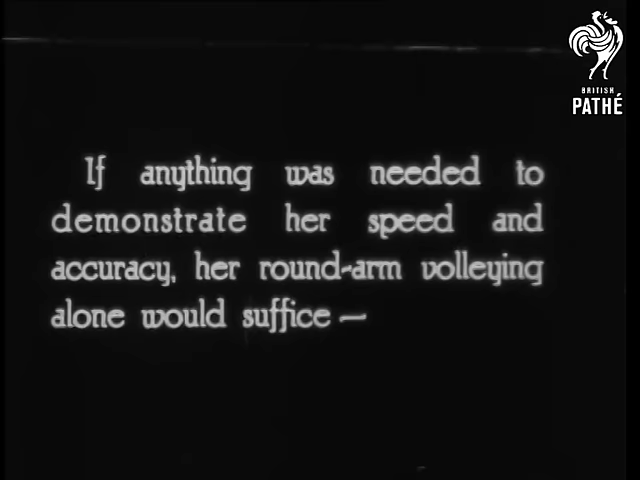 BRITISH
PATHÉ
If anything was needed to
demonstrate her speed and
accuracy, her round-arm volleying
alone would suffice —